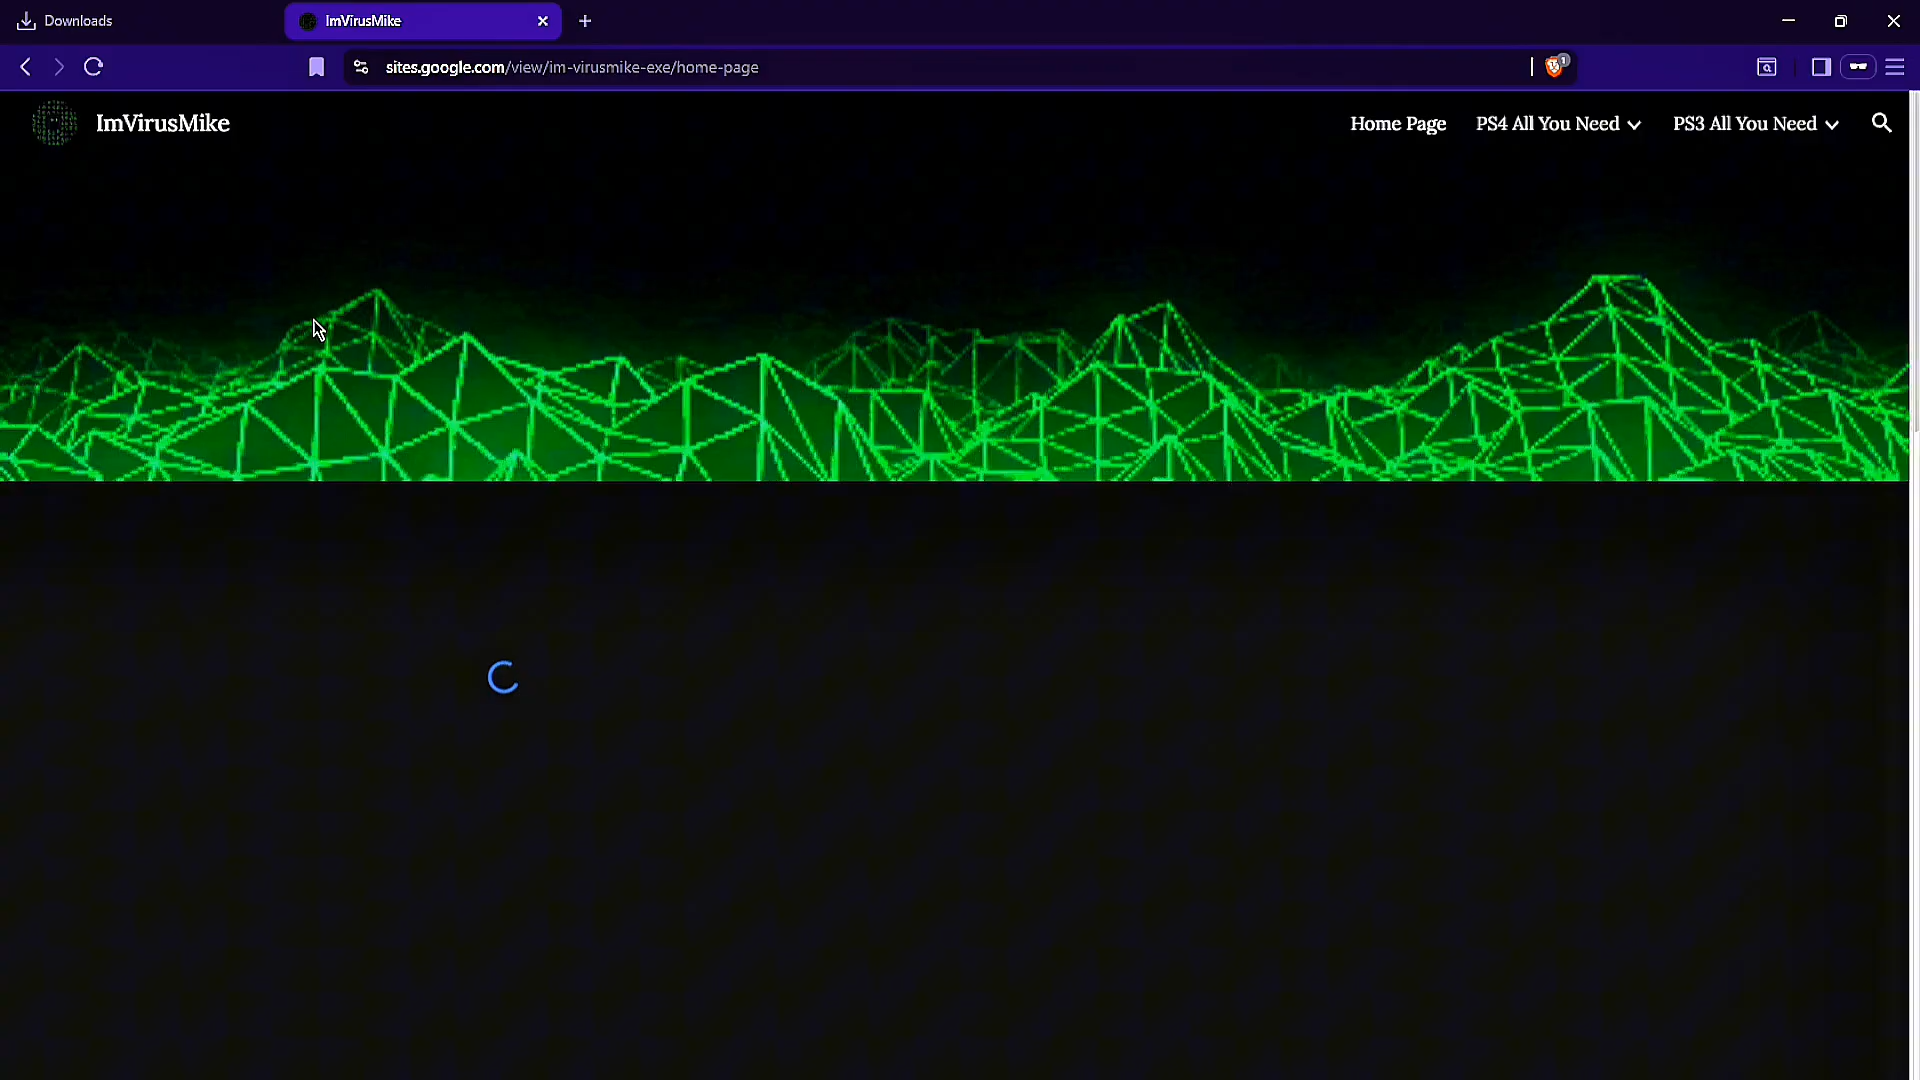 Downloads
ImVirusMike
sites.google.com/view/im-virusmike-exe/home-page
1
ImVirusMike
Home Page
PS4 All You Need
PS3 All You Need